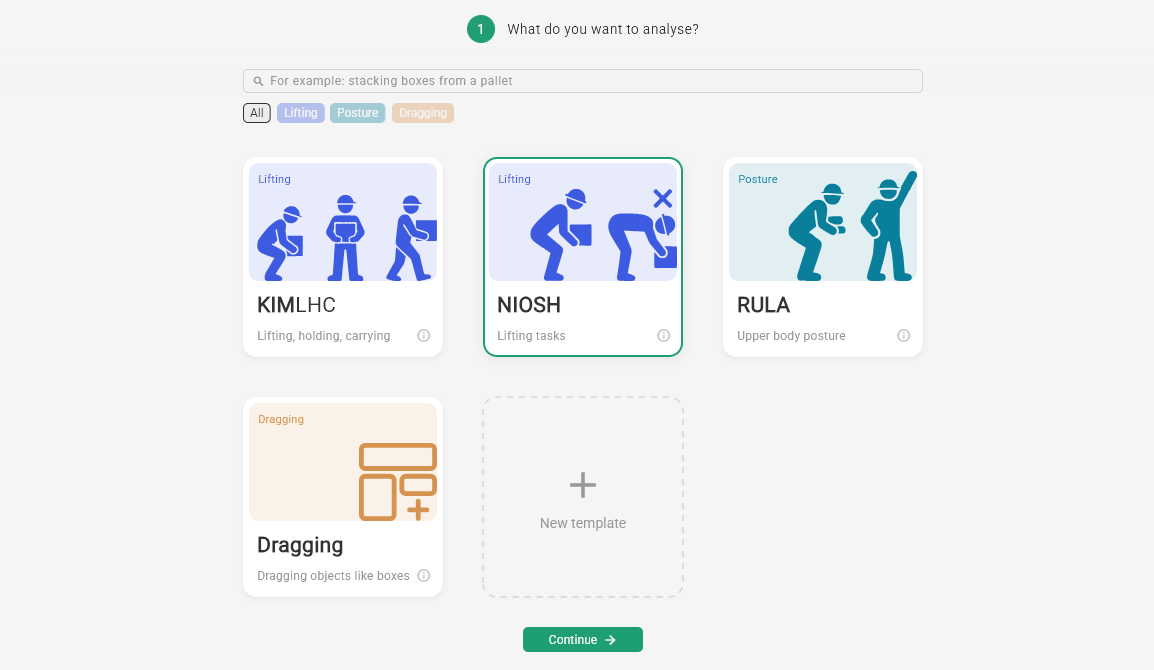 1 What do you want to analyse?
For example: stacking boxes from a pallet
All Lifting Posture Dragging
Lifting
KIMLHC
Lifting, holding, carrying
Lifting
NIOSH
Lifting tasks
Posture
RULA
Upper body posture
Dragging
Dragging
Dragging objects like boxes
New template
Continue